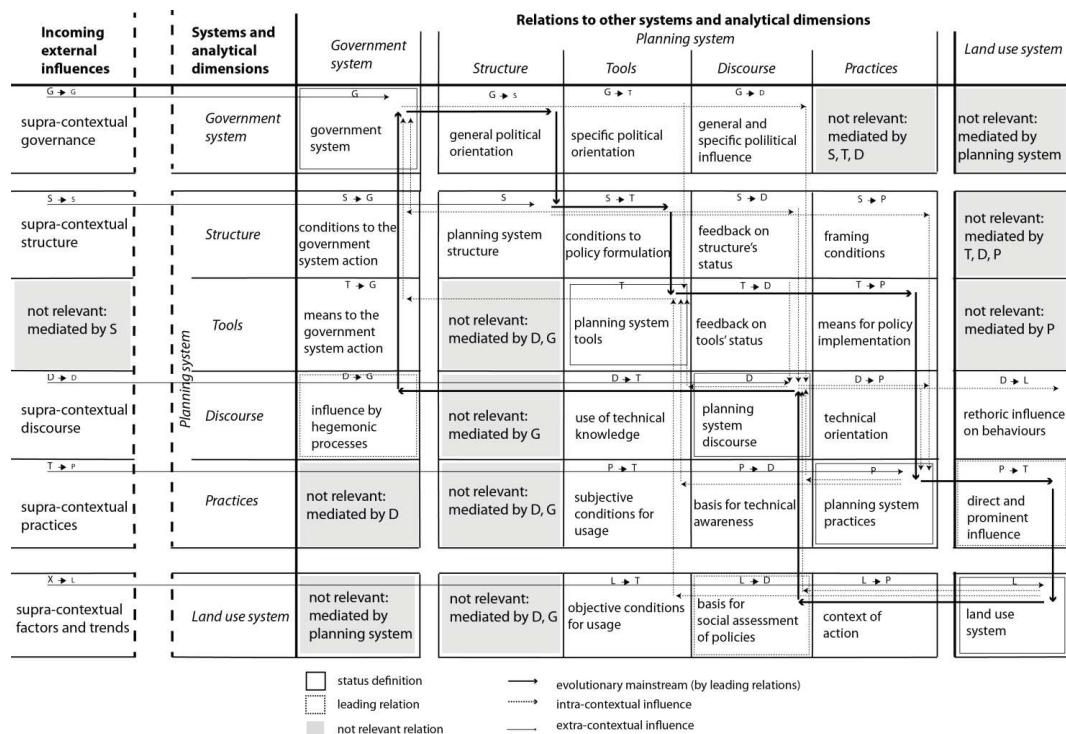 Relations to other systems and analytical dimensions
Incoming external influences
Systems and analytical dimensions
Government system
Planning system
Structure
Tools
Discourse
Practices
Land use system
G → G
supra-contextual governance
Government system
G
government system
G → S
general political orientation
G → T
specific political orientation
G → D
general and specific polilitical influence
not relevant: mediated by S, T, D
not relevant: mediated by planning system
Planning system
S → S
supra-contextual structure
Structure
S → G
conditions to the government system action
S
planning system structure
S → T
conditions to policy formulation
S → D
feedback on structure's status
S → P
framing conditions
not relevant: mediated by T, D, P
not relevant: mediated by S
Tools
T → G
means to the government system action
not relevant: mediated by D, G
T
planning system tools
T → D
feedback on tools' status
T → P
means for policy implementation
not relevant: mediated by P
D → D
supra-contextual discourse
Discourse
D → G
influence by hegemonic processes
not relevant: mediated by G
D → T
use of technical knowledge
D
planning system discourse
D → P
technical orientation
D → L
rethoric influence on behaviours
T → P
supra-contextual practices
Practices
not relevant: mediated by D
not relevant: mediated by D, G
P → T
subjective conditions for usage
P → D
basis for technical awareness
P
planning system practices
P → T
direct and prominent influence
X → L
supra-contextual factors and trends
Land use system
not relevant: mediated by planning system
not relevant: mediated by D, G
L → T
objective conditions for usage
L → D
basis for social assessment of policies
L → P
context of action
L
land use system
status definition
leading relation
not relevant relation
evolutionary mainstream (by leading relations)
intra-contextual influence
extra-contextual influence